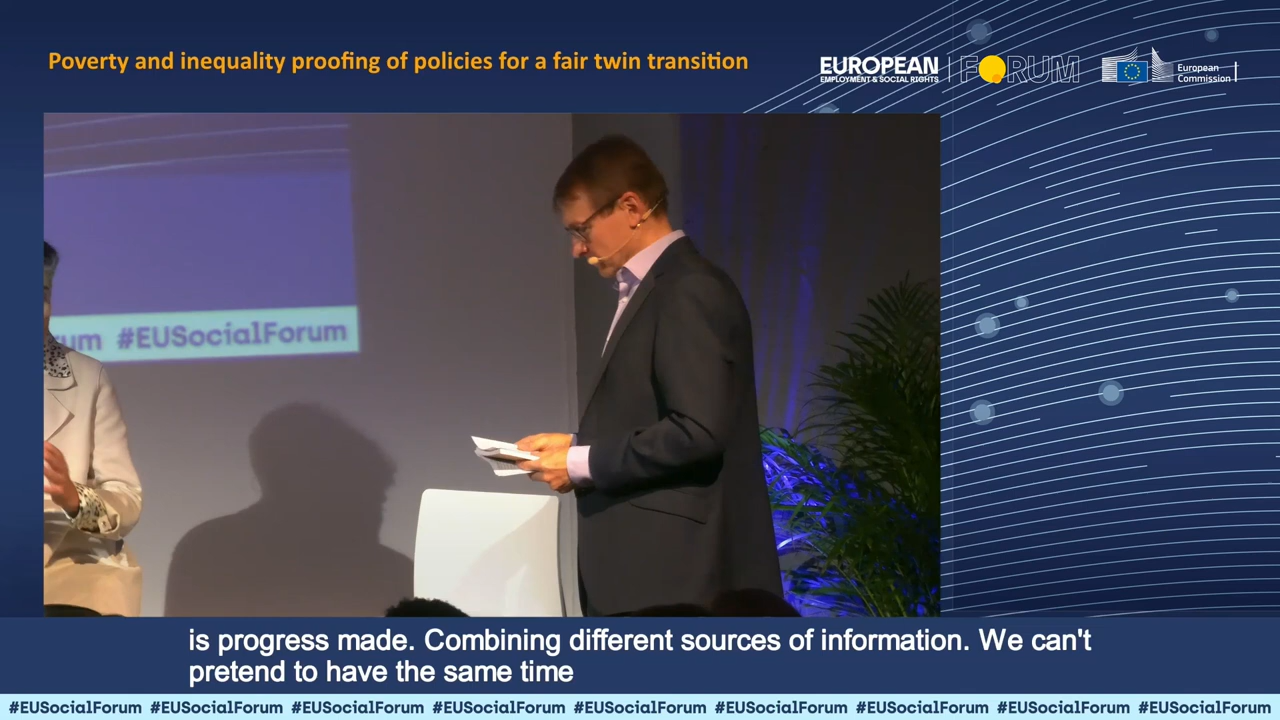 Poverty and inequality proofing of policies for a fair twin transition
EUROPEAN
EMPLOYMENT & SOCIAL RIGHTS
FORUM
European
Commission
rum #EUSocialForum
is progress made. Combining different sources of information. We can't
pretend to have the same time
#EUSocialForum #EUSocialForum #EUSocialForum #EUSocialForum #EUSocialForum #EUSocialForum #EUSocialForum #EUSocialForum #EUSocialForum